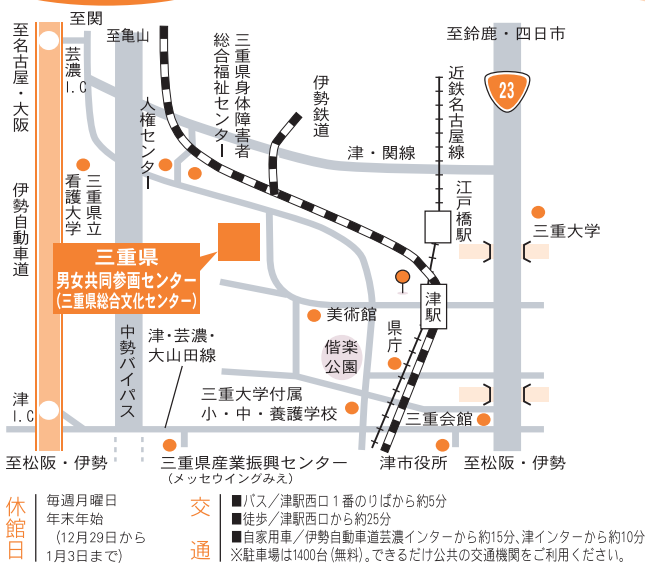 至関
至名古屋・大阪
芸濃
I.C
至亀山
三重県身体障害者
総合福祉センター
人権センター
伊勢鉄道
至鈴鹿・四日市
23
近鉄名古屋線
津・関線
江戸橋駅
三重大学
伊勢自動車道
三重県立
看護大学
三重県
男女共同参画センター
(三重県総合文化センター)
津駅
美術館
県庁
偕楽
公園
中勢バイパス
津・芸濃・
大山田線
三重大学付属
小・中・養護学校
三重会館
津
I.C
至松阪・伊勢
三重県産業振興センター
(メッセウイングみえ)
津市役所
至松阪・伊勢
休館日
毎週月曜日
年末年始
(12月29日から
1月3日まで)
交通
■バス/津駅西口1番のりばから約5分
■徒歩/津駅西口から約25分
■自家用車/伊勢自動車道芸濃インターから約15分、津インターから約10分
※駐車場は1400台(無料)。できるだけ公共の交通機関をご利用ください。